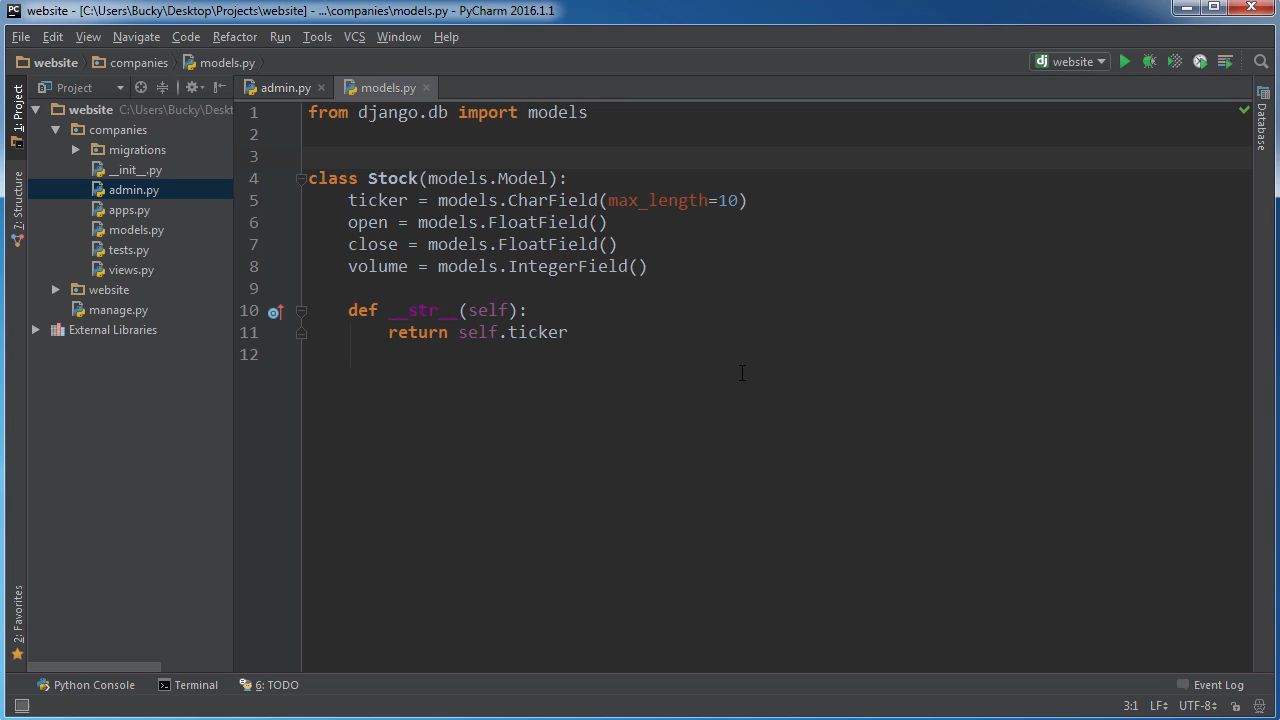 website - [C:\Users\Bucky\Desktop\Projects\website] - ...\companies\models.py - PyCharm 2016.1.1
File Edit View Navigate Code Refactor Run Tools VCS Window Help
website companies models.py
dj website
1: Project
Project
admin.py
models.py
website C:\Users\Bucky\Deskt
companies
migrations
__init__.py
admin.py
apps.py
models.py
tests.py
views.py
website
manage.py
External Libraries
7: Structure
2: Favorites
Database
1 from django.db import models
2
3
4 class Stock(models.Model):
5 ticker = models.CharField(max_length=10)
6 open = models.FloatField()
7 close = models.FloatField()
8 volume = models.IntegerField()
9
10 def __str__(self):
11 return self.ticker
12
Python Console Terminal 6: TODO Event Log
3:1 LF UTF-8